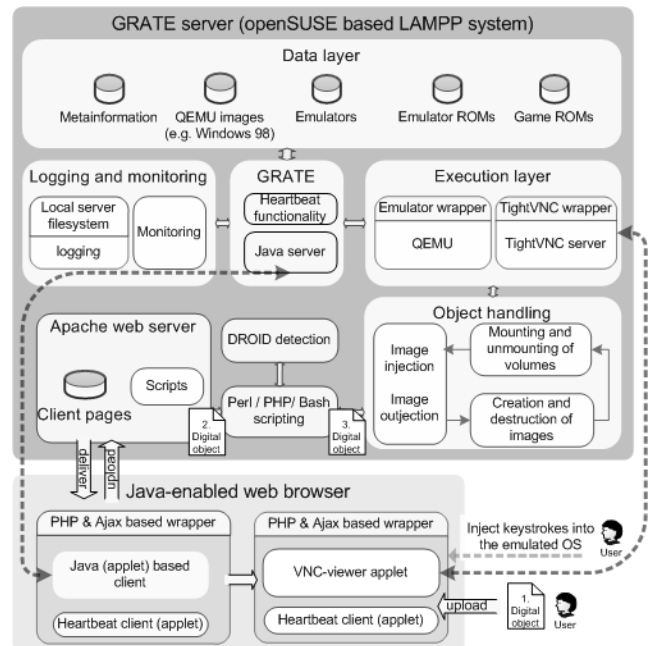 GRATE server (openSUSE based LAMPP system)
Data layer
Metainformation
QEMU images
(e.g. Windows 98)
Emulators
Emulator ROMs
Game ROMs
Logging and monitoring
Local server
filesystem
logging
Monitoring
GRATE
Heartbeat
functionality
Java server
Execution layer
Emulator wrapper
QEMU
TightVNC wrapper
TightVNC server
Apache web server
Client pages
Scripts
DROID detection
Perl / PHP/ Bash
scripting
2.
Digital
object
3.
Digital
object
Object handling
Image
injection
Image
outjection
Mounting and
unmounting of
volumes
Creation and
destruction of
images
deliver
upload
Java-enabled web browser
PHP & Ajax based wrapper
Java (applet) based
client
Heartbeat client (applet)
PHP & Ajax based wrapper
VNC-viewer applet
Heartbeat client (applet)
Inject keystrokes into
the emulated OS
User
upload
1.
Digital
object
User